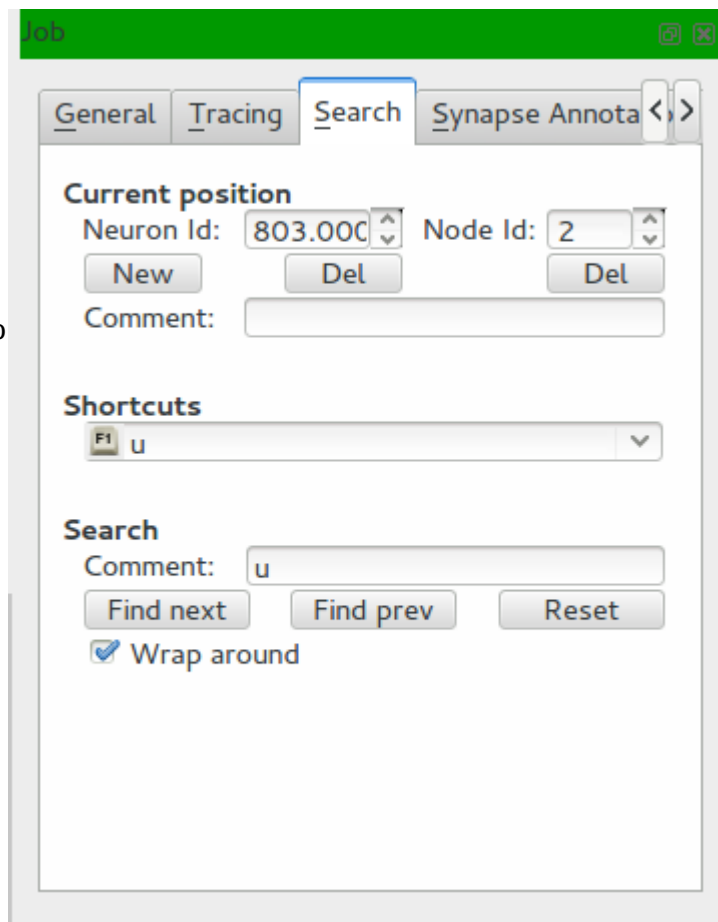 Job
General Tracing Search Synapse Annota
Current position
Neuron Id: 803.000 Node Id: 2
New Del Del
Comment:
Shortcuts
F1 u
Search
Comment: u
Find next Find prev Reset
Wrap around